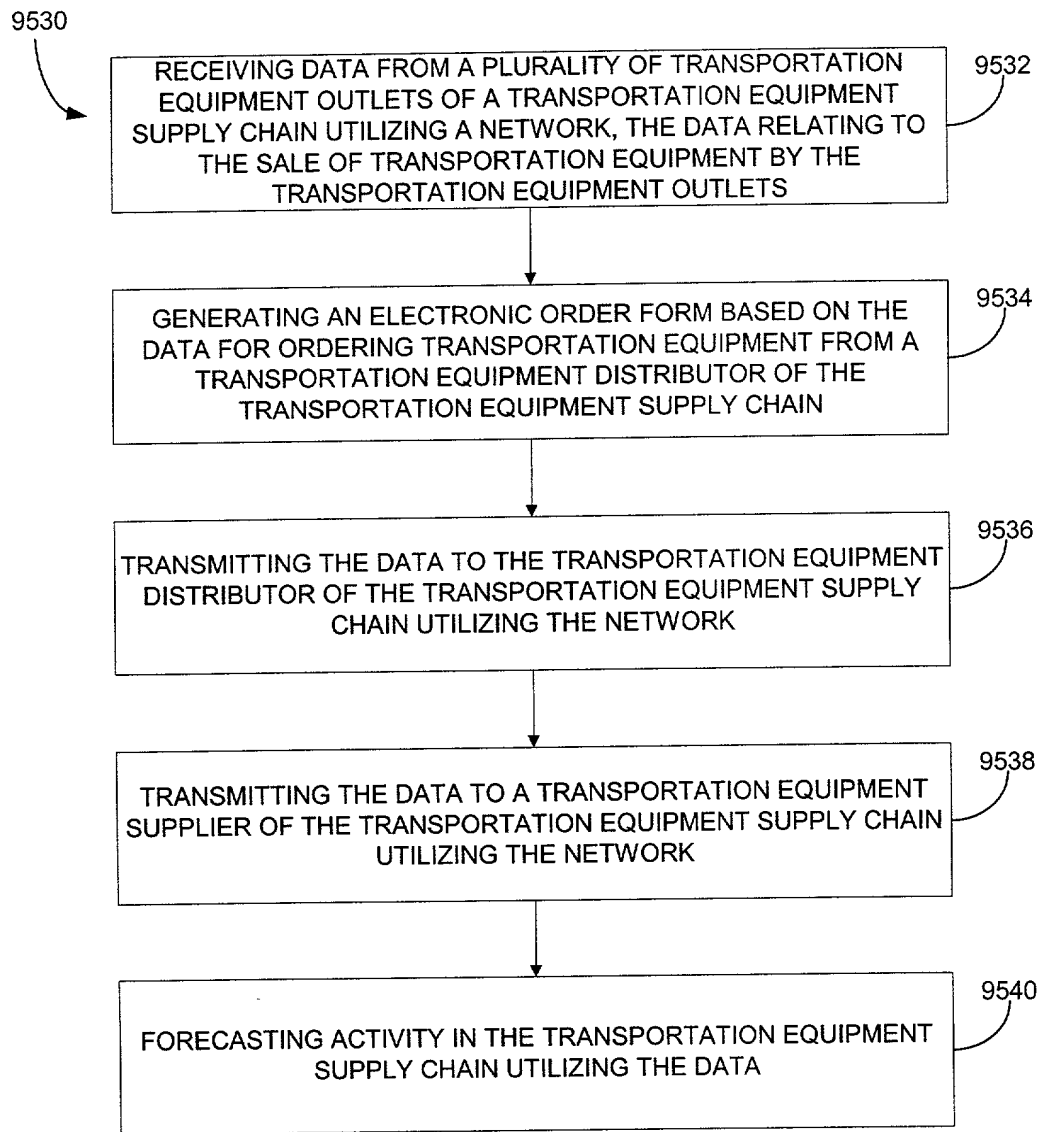 9530
RECEIVING DATA FROM A PLURALITY OF TRANSPORTATION
EQUIPMENT OUTLETS OF A TRANSPORTATION EQUIPMENT
SUPPLY CHAIN UTILIZING A NETWORK, THE DATA RELATING TO
THE SALE OF TRANSPORTATION EQUIPMENT BY THE
TRANSPORTATION EQUIPMENT OUTLETS
9532
GENERATING AN ELECTRONIC ORDER FORM BASED ON THE
DATA FOR ORDERING TRANSPORTATION EQUIPMENT FROM A
TRANSPORTATION EQUIPMENT DISTRIBUTOR OF THE
TRANSPORTATION EQUIPMENT SUPPLY CHAIN
9534
TRANSMITTING THE DATA TO THE TRANSPORTATION EQUIPMENT
DISTRIBUTOR OF THE TRANSPORTATION EQUIPMENT SUPPLY
CHAIN UTILIZING THE NETWORK
9536
TRANSMITTING THE DATA TO A TRANSPORTATION EQUIPMENT
SUPPLIER OF THE TRANSPORTATION EQUIPMENT SUPPLY CHAIN
UTILIZING THE NETWORK
9538
FORECASTING ACTIVITY IN THE TRANSPORTATION EQUIPMENT
SUPPLY CHAIN UTILIZING THE DATA
9540